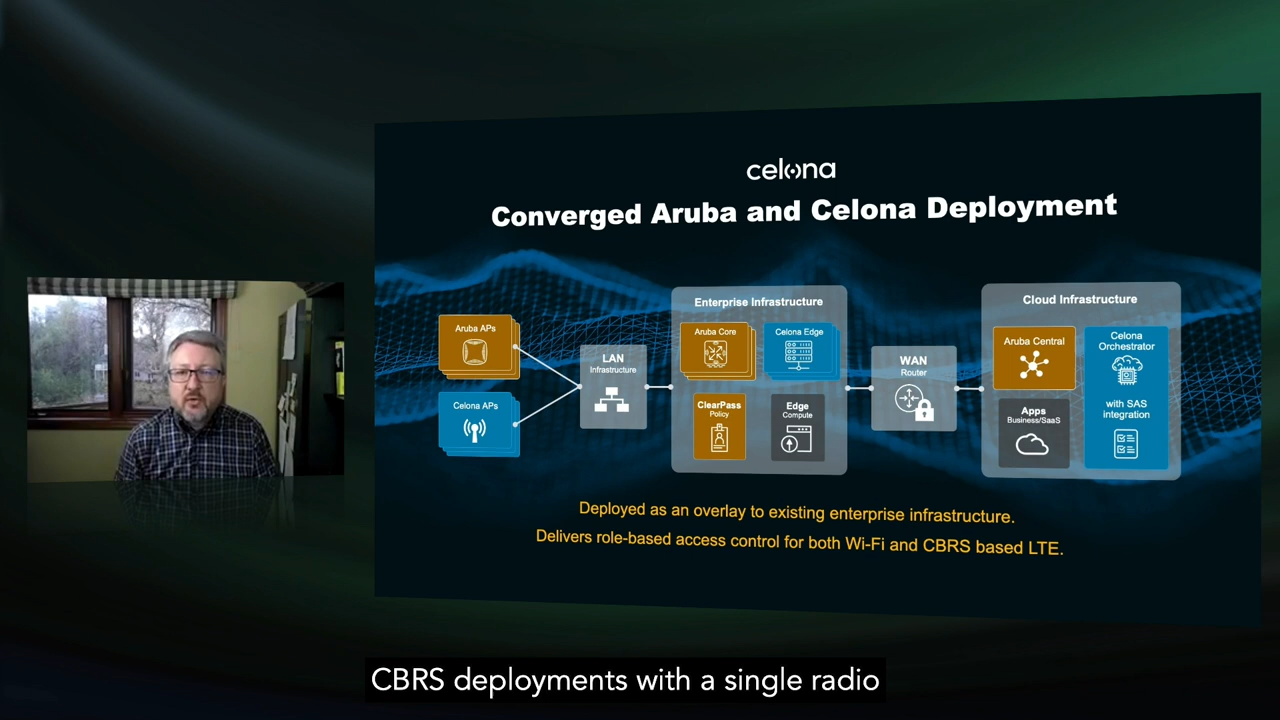 celona
Converged Aruba and Celona Deployment
Aruba APs
Celona APs
LAN
Infrastructure
Enterprise Infrastructure
Aruba Core
Celona Edge
ClearPass
Policy
Edge
Compute
WAN
Router
Cloud Infrastructure
Aruba Central
Apps
Business/SaaS
Celona
Orchestrator
with SAS
integration
Deployed as an overlay to existing enterprise infrastructure.
Delivers role-based access control for both Wi-Fi and CBRS based LTE.
CBRS deployments with a single radio